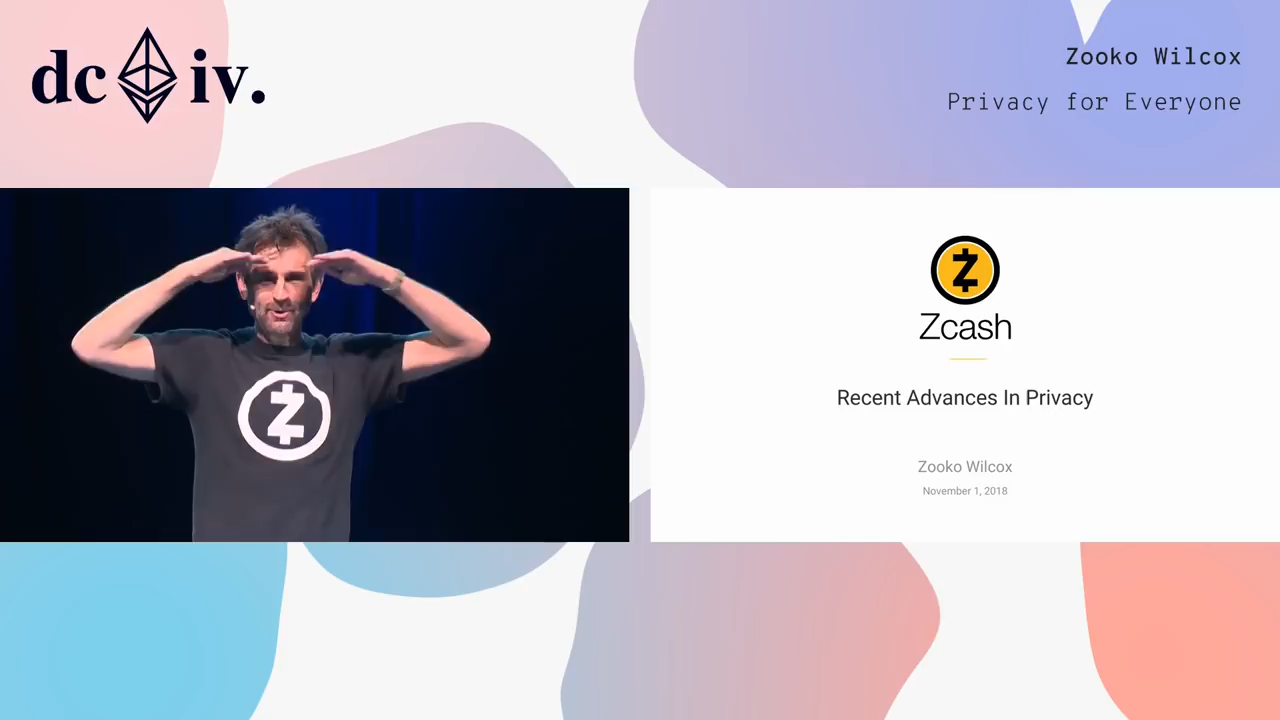 dc iv.
Zooko Wilcox
Privacy for Everyone
Zcash
Recent Advances In Privacy
Zooko Wilcox
November 1, 2018